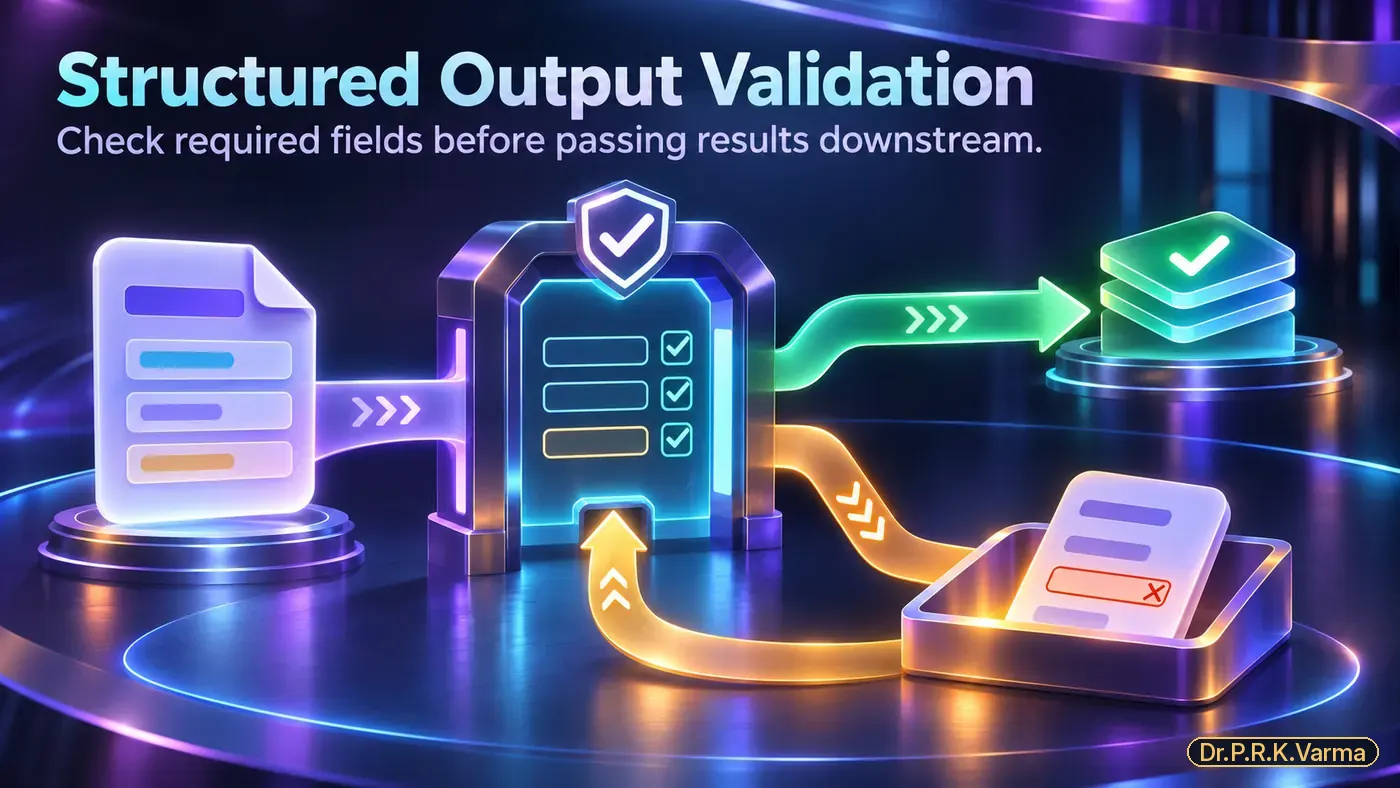 Structured Output Validation
Check required fields before passing results downstream.
Dr.P.R.K.Varma